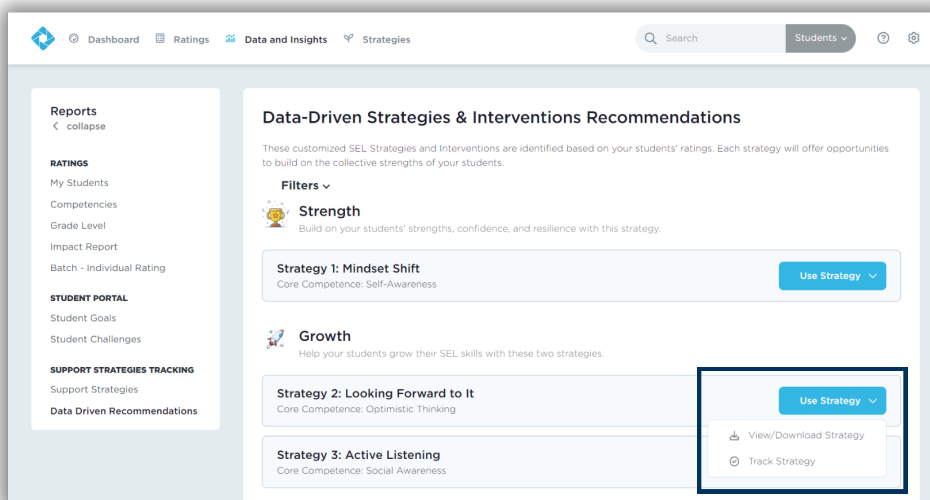 Dashboard Ratings Data and Insights Strategies Search Students
Reports
collapse
RATINGS
My Students
Competencies
Grade Level
Impact Report
Batch - Individual Rating
STUDENT PORTAL
Student Goals
Student Challenges
SUPPORT STRATEGIES TRACKING
Support Strategies
Data Driven Recommendations
Data-Driven Strategies & Interventions Recommendations
These customized SEL Strategies and Interventions are identified based on your students' ratings. Each strategy will offer opportunities
to build on the collective strengths of your students.
Filters
Strength
Build on your students' strengths, confidence, and resilience with this strategy.
Strategy 1: Mindset Shift
Core Competence: Self-Awareness
Use Strategy
Growth
Help your students grow their SEL skills with these two strategies.
Strategy 2: Looking Forward to It
Core Competence: Optimistic Thinking
Use Strategy
View/Download Strategy
Track Strategy
Strategy 3: Active Listening
Core Competence: Social Awareness